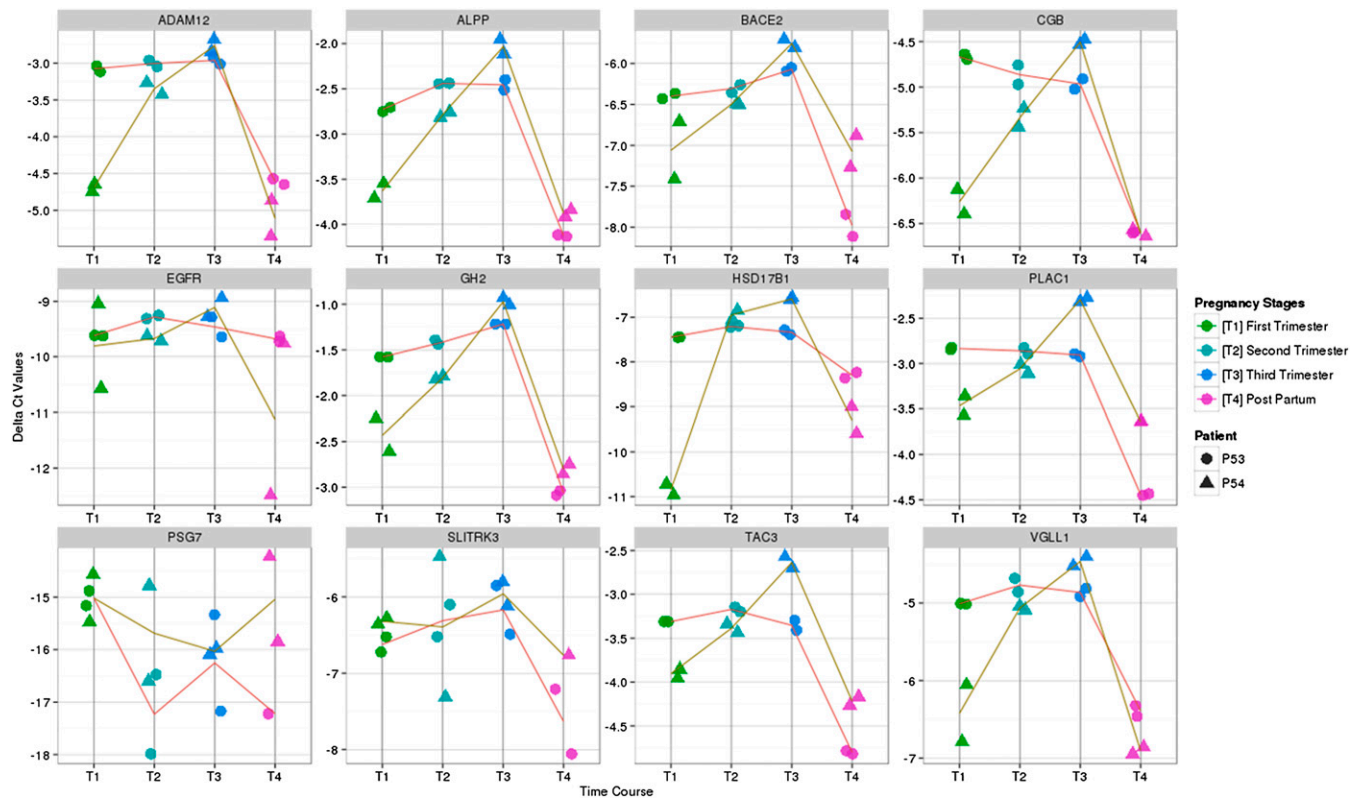 ADAM12 ALPP BACE2 CGB
-3.0 -3.5 -4.0 -4.5 -5.0
-2.0 -2.5 -3.0 -3.5 -4.0
-6.0 -6.5 -7.0 -7.5 -8.0
-4.5 -5.0 -5.5 -6.0 -6.5
T1 T2 T3 T4 T1 T2 T3 T4 T1 T2 T3 T4 T1 T2 T3 T4
EGFR GH2 HSD17B1 PLAC1
-9 -10 -11 -12
-1.0 -1.5 -2.0 -2.5 -3.0
-7 -8 -9 -10 -11
-2.5 -3.0 -3.5 -4.0 -4.5
T1 T2 T3 T4 T1 T2 T3 T4 T1 T2 T3 T4 T1 T2 T3 T4
PSG7 SLITRK3 TAC3 VGLL1
-15 -16 -17 -18
-6 -7 -8
-2.5 -3.0 -3.5 -4.0 -4.5
-5 -6 -7
T1 T2 T3 T4 T1 T2 T3 T4 T1 T2 T3 T4 T1 T2 T3 T4
Delta Ct Values
Time Course
Pregnancy Stages
[T1] First Trimester
[T2] Second Trimester
[T3] Third Trimester
[T4] Post Partum
Patient
P53
P54